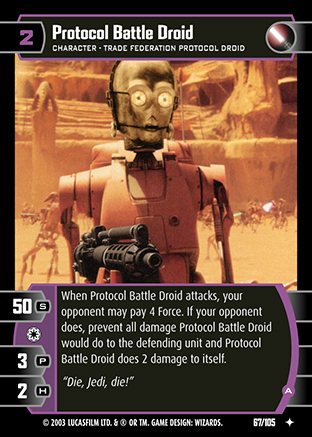 2
Protocol Battle Droid
CHARACTER · TRADE FEDERATION PROTOCOL DROID
50 S
3 P
2 H
When Protocol Battle Droid attacks, your
opponent may pay 4 Force. If your opponent
does, prevent all damage Protocol Battle Droid
would do to the defending unit and Protocol
Battle Droid does 2 damage to itself.
“Die, Jedi, die!”
A
© 2003 LUCASFILM LTD. & ® OR TM. GAME DESIGN: WIZARDS. 67/105